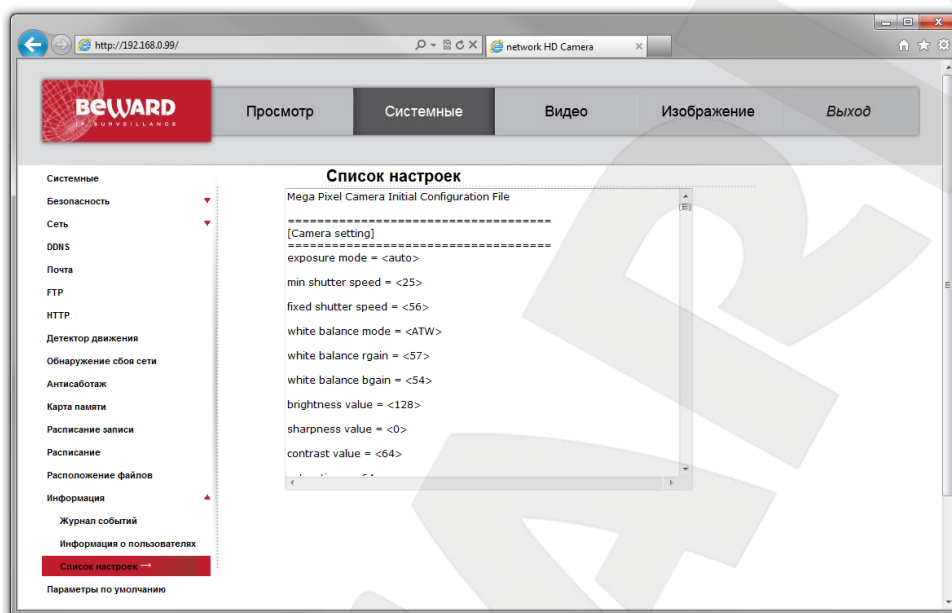 http://192.168.0.99/
network HD Camera
BEWARD
IP SURVEILLANCE
Просмотр
Системные
Видео
Изображение
Выход
Системные
Безопасность
Сеть
DDNS
Почта
FTP
HTTP
Детектор движения
Обнаружение сбоя сети
Антисаботаж
Карта памяти
Расписание записи
Расписание
Расположение файлов
Информация
Журнал событий
Информация о пользователях
Список настроек →
Параметры по умолчанию
Список настроек
Mega Pixel Camera Initial Configuration File
====================================
[Camera setting]
====================================
exposure mode = <auto>
min shutter speed = <25>
fixed shutter speed = <56>
white balance mode = <ATW>
white balance rgain = <57>
white balance bgain = <54>
brightness value = <128>
sharpness value = <0>
contrast value = <64>